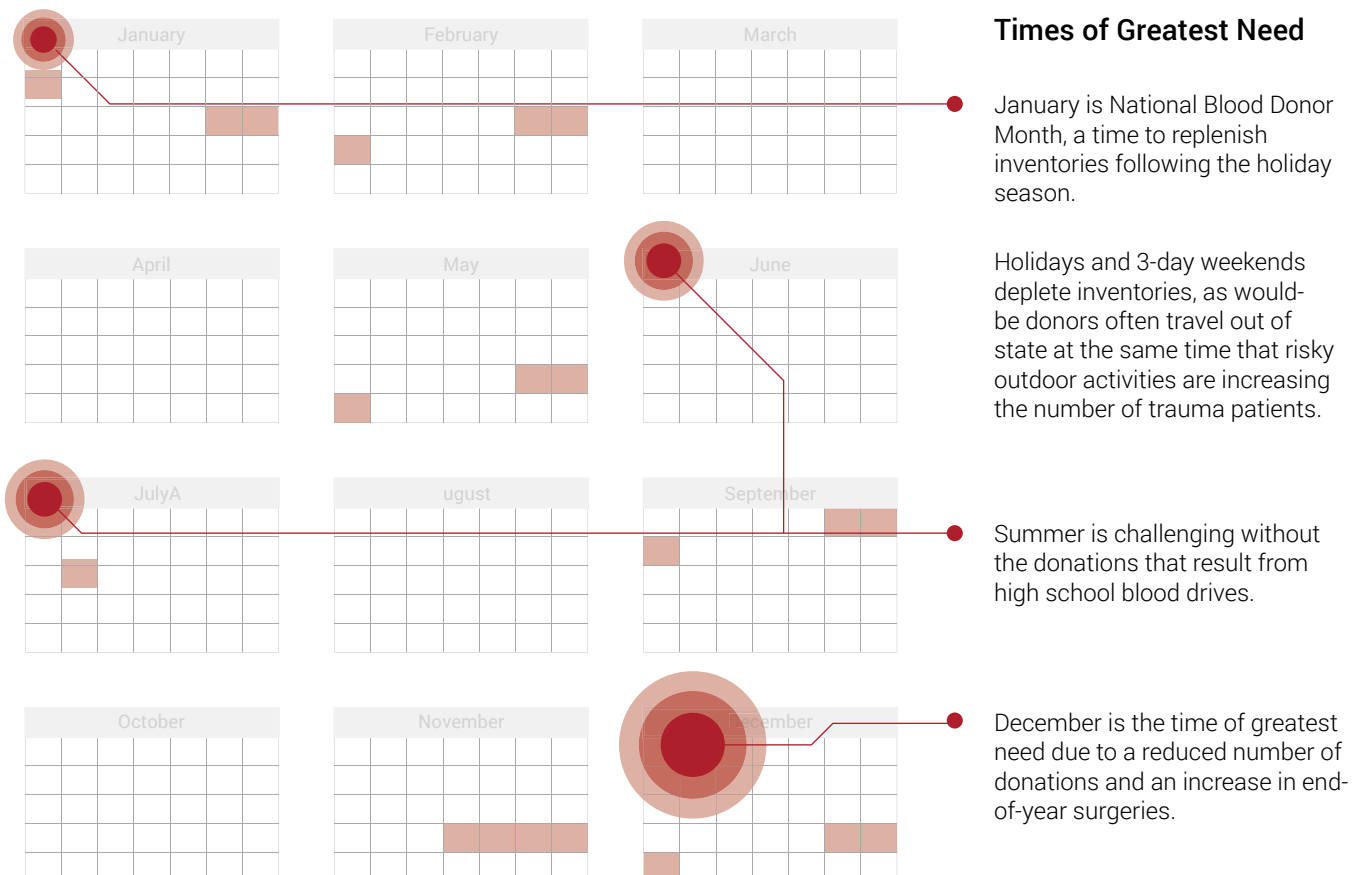 January
February
March
Times of Greatest Need
January is National Blood Donor
Month, a time to replenish
inventories following the holiday
season.
April
May
June
Holidays and 3-day weekends
deplete inventories, as would-
be donors often travel out of
state at the same time that risky
outdoor activities are increasing
the number of trauma patients.
JulyA
ugust
September
Summer is challenging without
the donations that result from
high school blood drives.
October
November
December
December is the time of greatest
need due to a reduced number of
donations and an increase in end-
of-year surgeries.